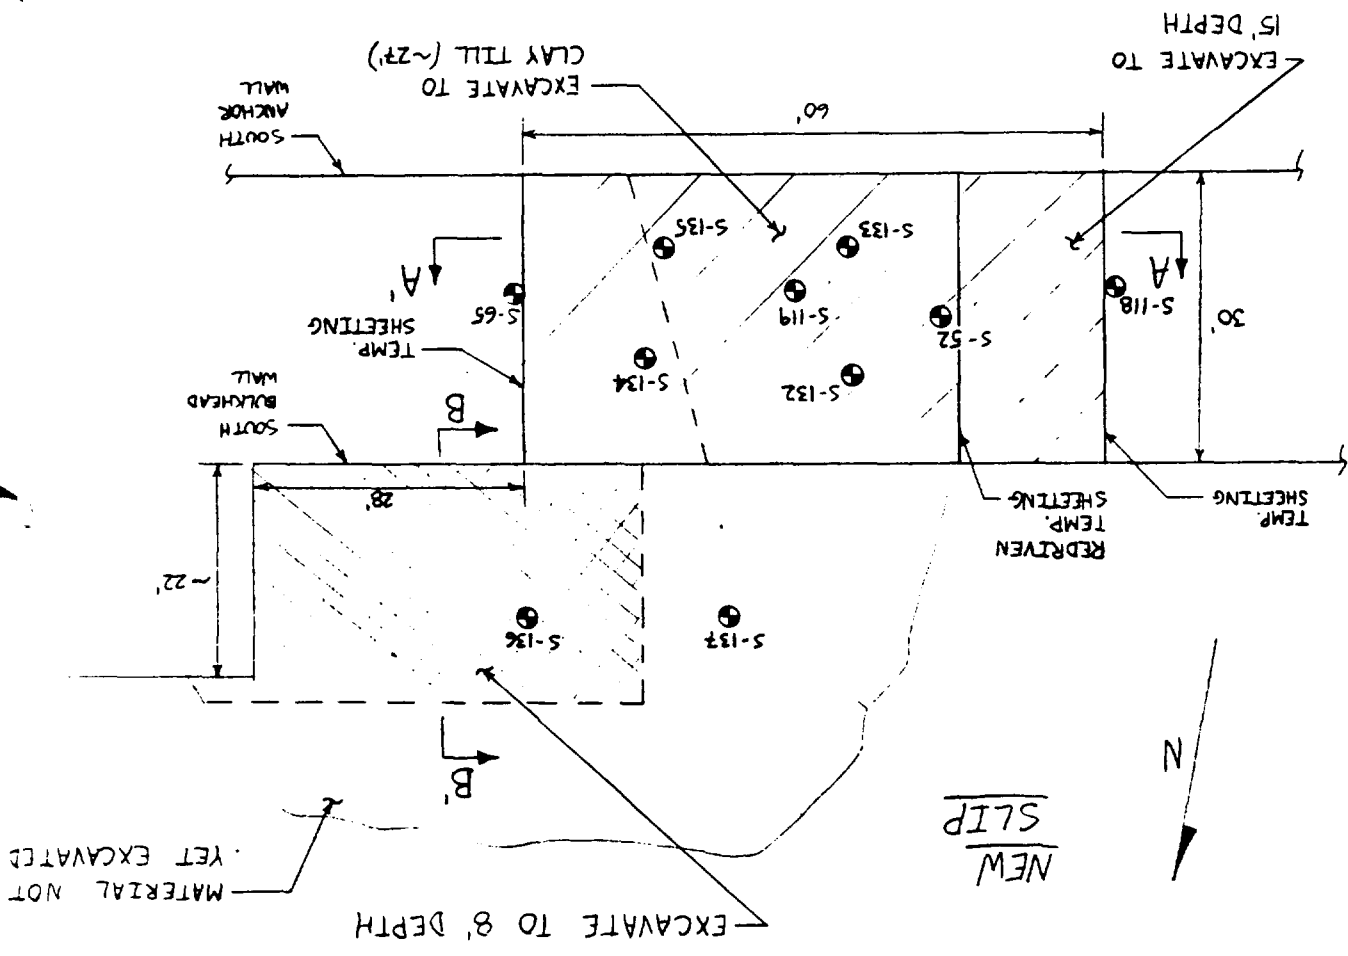 EXCAVATE TO 8' DEPTH
MATERIAL NOT
YET EXCAVATED
NEW
SLIP
N
B'
S-137
S-136
~22'
TEMP.
SHEETING
REDRIVEN
TEMP.
SHEETING
28'
SOUTH
BULKHEAD
WALL
B
30'
S-118
A
S-52
S-132
S-119
S-133
S-134
S-135
S-65
TEMP.
SHEETING
A'
60'
SOUTH
ANCHOR
WALL
EXCAVATE TO
15' DEPTH
EXCAVATE TO
CLAY TILL (~27')